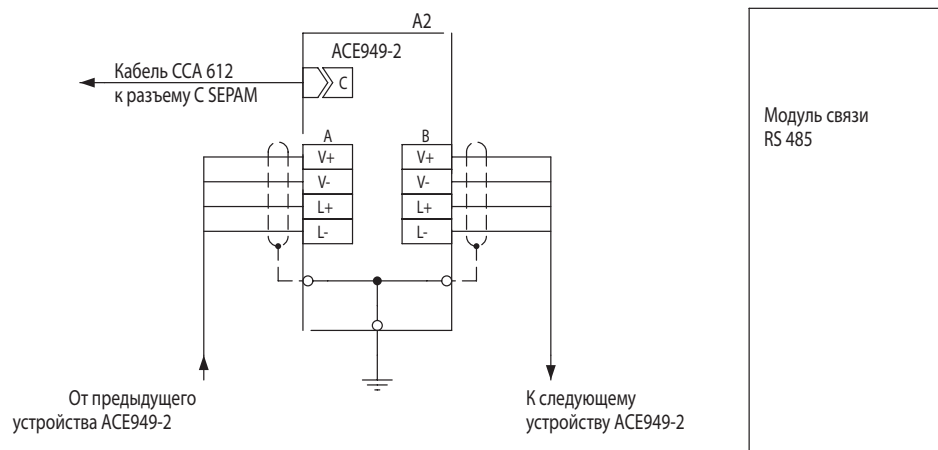 A2
ACE949-2
Кабель CCA 612
к разъему C SEPAM
C
Модуль связи
RS 485
A
B
V+
V+
V-
V-
L+
L+
L-
L-
От предыдущего
устройства ACE949-2
К следующему
устройству ACE949-2